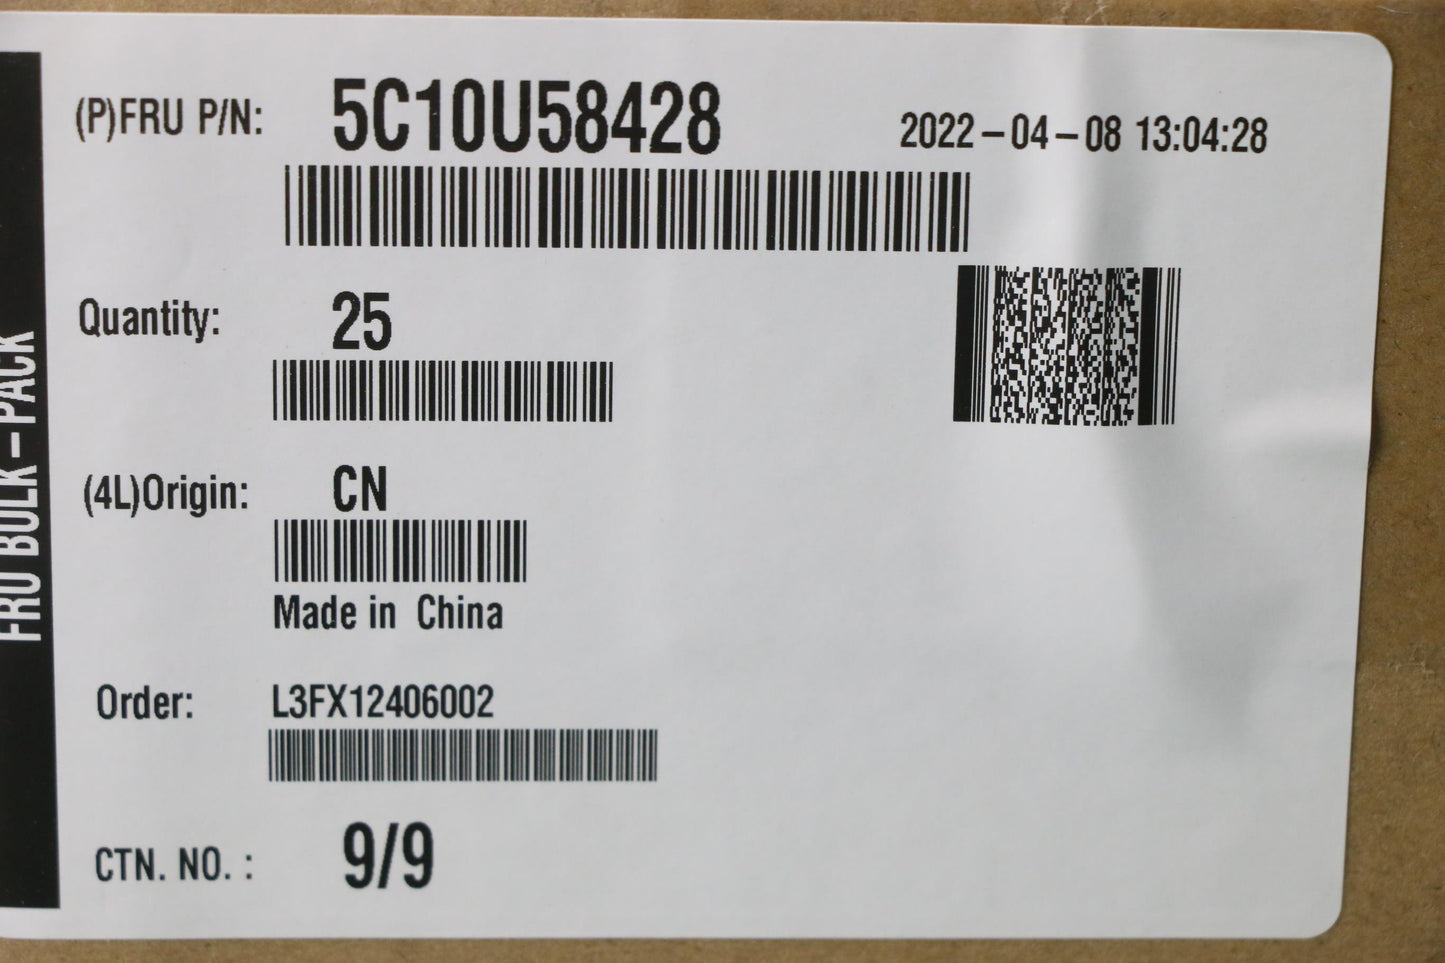 FRU BULK-PACK
(P)FRU P/N: 5C10U58428
2022-04-08 13:04:28
Quantity: 25
(4L)Origin: CN
Made in China
Order: L3FX12406002
CTN. NO. : 9/9